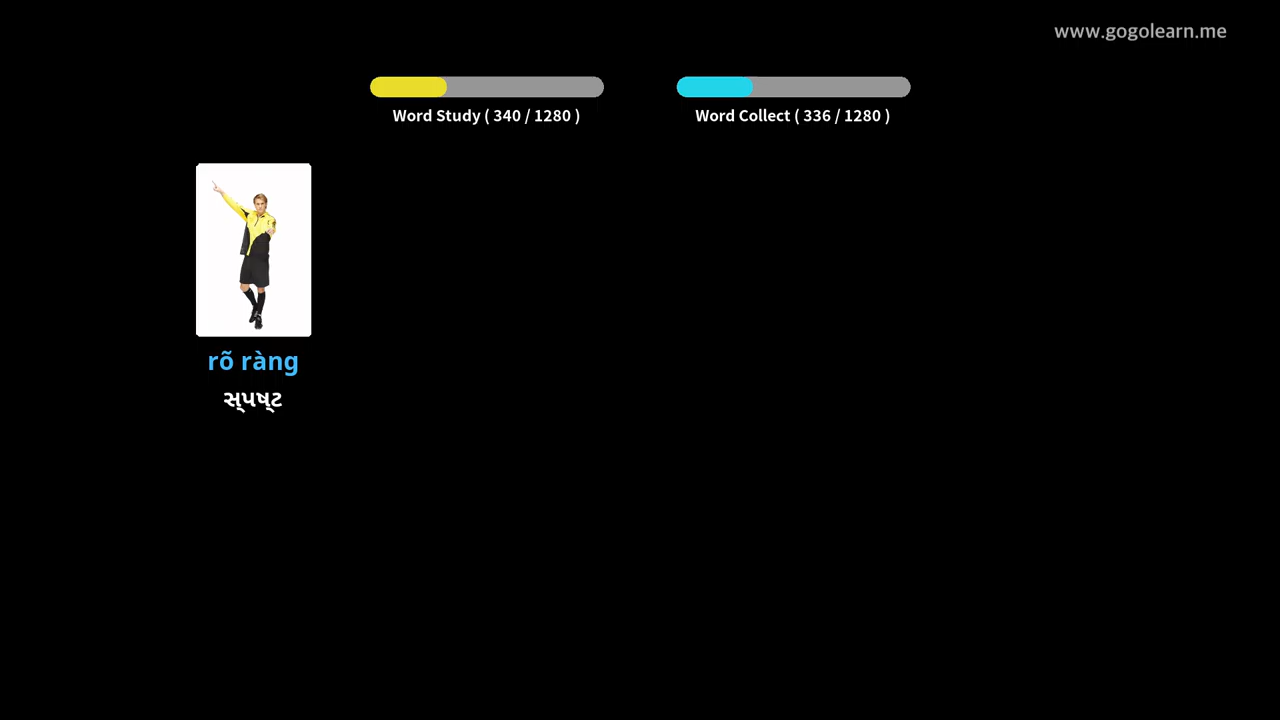 www.gogolearn.me
Word Study ( 340 / 1280 )
Word Collect ( 336 / 1280 )
rõ ràng
સ્પષ્ટ